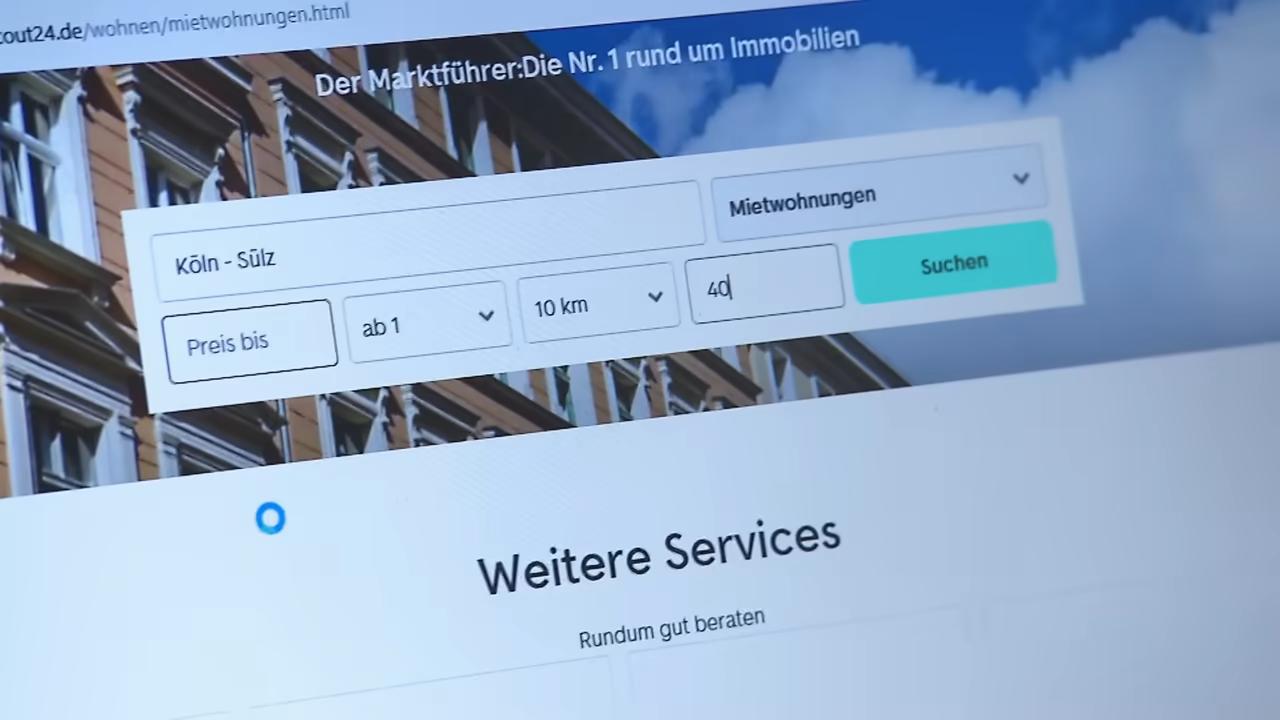 out24.de/wohnen/mietwohnungen.html
Der Marktführer:Die Nr. 1 rund um Immobilien
Köln - Sülz
Mietwohnungen
Preis bis
ab 1
10 km
40
Suchen
Weitere Services
Rundum gut beraten